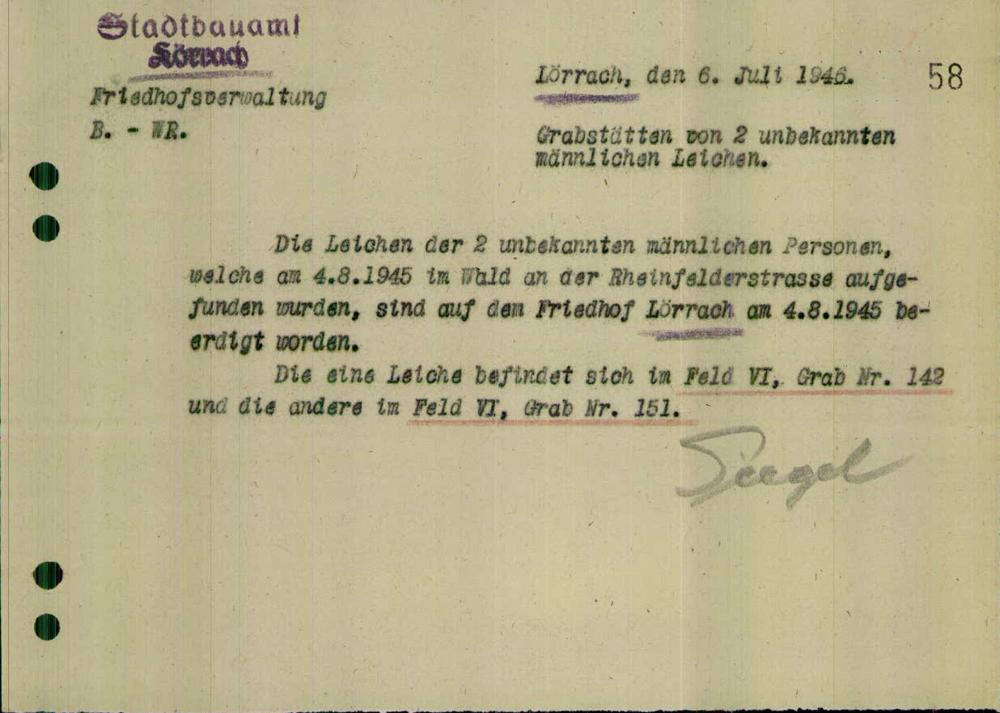 Stadtbauamt
Lörrach
Friedhofsverwaltung
B. - WR.
Lörrach, den 6. Juli 1946.
58
Grabstätten von 2 unbekannten
männlichen Leichen.
Die Leichen der 2 unbekannten männlichen Personen,
welche am 4.8.1945 im Wald an der Rheinfelderstrasse aufge-
funden wurden, sind auf dem Friedhof Lörrach am 4.8.1945 be-
erdigt worden.
Die eine Leiche befindet sich im Feld VI, Grab Nr. 142
und die andere im Feld VI, Grab Nr. 151.